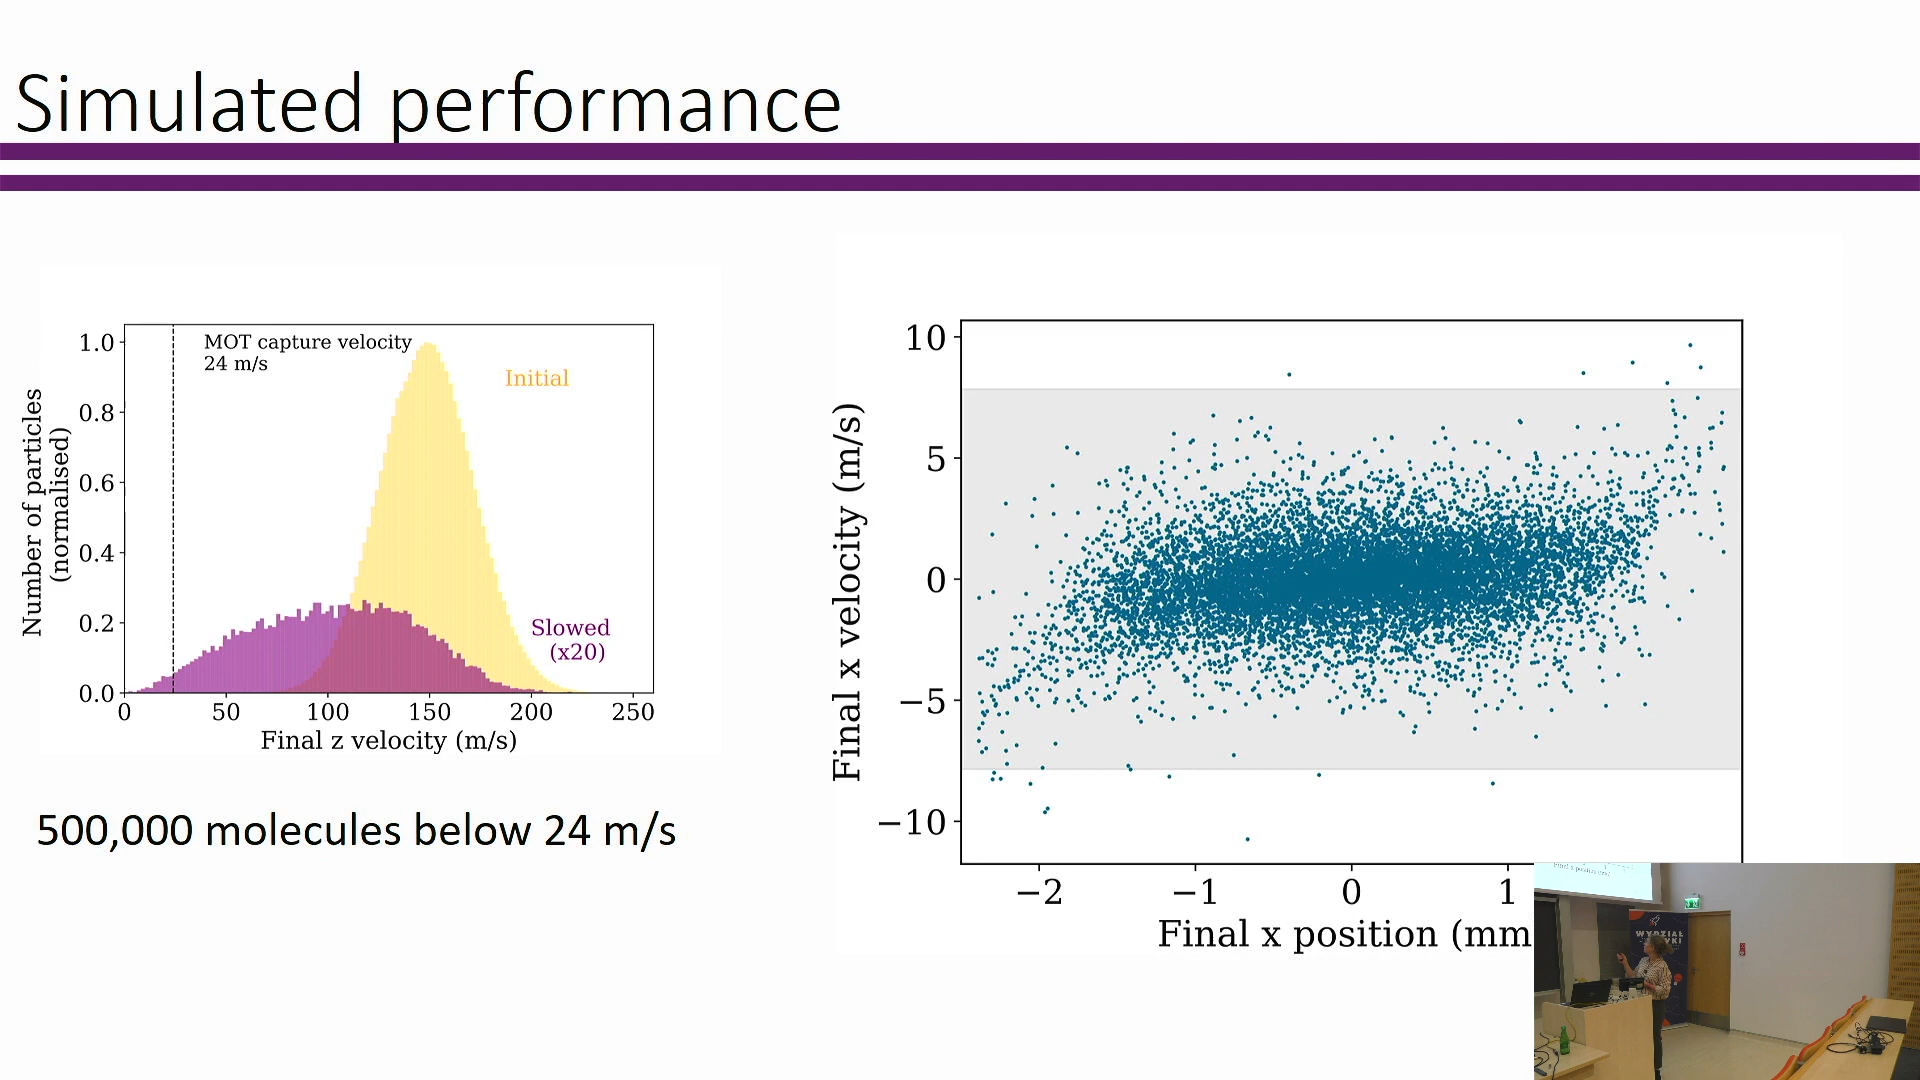 Simulated performance
1.0
0.8
0.6
0.4
0.2
0.0
0
50
100
150
200
250
Number of particles
(normalised)
Final z velocity (m/s)
MOT capture velocity
24 m/s
Initial
Slowed
(x20)
500,000 molecules below 24 m/s
10
5
0
−5
−10
−2
−1
0
1
Final x velocity (m/s)
Final x position (mm
WYDZIAŁ